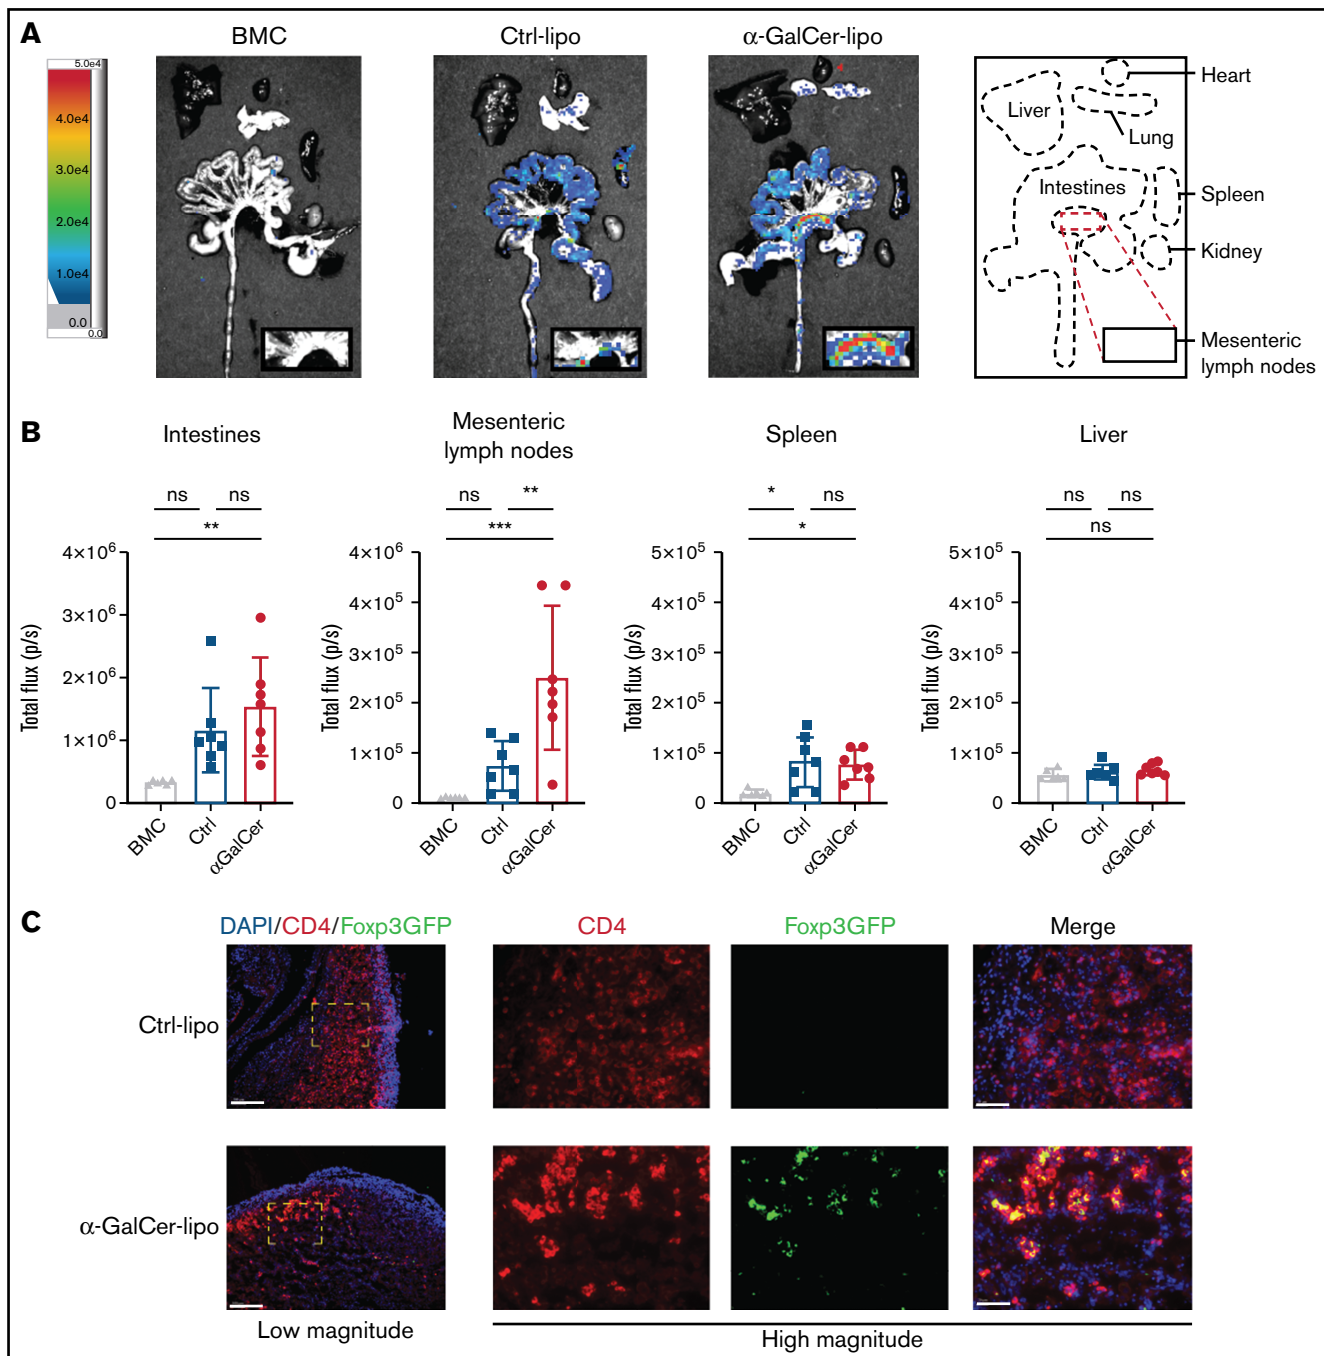 A
BMC
Ctrl-lipo
α-GalCer-lipo
5.0e4
4.0e4
3.0e4
2.0e4
1.0e4
0.0
0.0
Heart
Liver
Lung
Intestines
Spleen
Kidney
Mesenteric
lymph nodes
B
Intestines
ns
ns
**
Total flux (p/s)
4×10⁶
3×10⁶
2×10⁶
1×10⁶
0
BMC
Ctrl
αGalCer
Mesenteric
lymph nodes
ns
**
***
Total flux (p/s)
4×10⁶
4×10⁵
3×10⁵
2×10⁵
1×10⁵
0
BMC
Ctrl
αGalCer
Spleen
*
ns
*
Total flux (p/s)
5×10⁵
4×10⁵
3×10⁵
2×10⁵
1×10⁵
0
BMC
Ctrl
αGalCer
Liver
ns
ns
ns
Total flux (p/s)
5×10⁵
4×10⁵
3×10⁵
2×10⁵
1×10⁵
0
BMC
Ctrl
αGalCer
C
DAPI/CD4/Foxp3GFP
CD4
Foxp3GFP
Merge
Ctrl-lipo
α-GalCer-lipo
Low magnitude
High magnitude